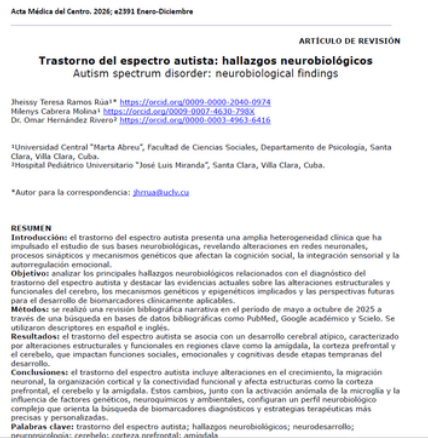 Acta Médica del Centro. 2026; e2391 Enero-Diciembre
ARTÍCULO DE REVISIÓN
Trastorno del espectro autista: hallazgos neurobiológicos
Autism spectrum disorder: neurobiological findings
Jheissy Teresa Ramos Rúa¹* https://orcid.org/0009-0000-2040-0974
Milenys Cabrera Molina¹ https://orcid.org/0009-0007-4630-798X
Dr. Omar Hernández Rivero² https://orcid.org/0000-0003-4963-6416
¹Universidad Central "Marta Abreu", Facultad de Ciencias Sociales, Departamento de Psicología, Santa
Clara, Villa Clara, Cuba.
²Hospital Pediátrico Universitario "José Luis Miranda", Santa Clara, Villa Clara, Cuba.
*Autor para la correspondencia: jhrrua@uclv.cu
RESUMEN
Introducción: el trastorno del espectro autista presenta una amplia heterogeneidad clínica que ha
impulsado el estudio de sus bases neurobiológicas, revelando alteraciones en redes neuronales,
procesos sinápticos y mecanismos genéticos que afectan la cognición social, la integración sensorial y la
autorregulación emocional.
Objetivo: analizar los principales hallazgos neurobiológicos relacionados con el diagnóstico del
trastorno del espectro autista y destacar las evidencias actuales sobre las alteraciones estructurales y
funcionales del cerebro, los mecanismos genéticos y epigenéticos implicados y las perspectivas futuras
para el desarrollo de biomarcadores clínicamente aplicables.
Métodos: se realizó una revisión bibliográfica narrativa en el periodo de mayo a octubre de 2025 a
través de una búsqueda en bases de datos bibliográficas como PubMed, Google académico y Scielo. Se
utilizaron descriptores en español e inglés.
Resultados: el trastorno del espectro autista se asocia con un desarrollo cerebral atípico, caracterizado
por alteraciones estructurales y funcionales en regiones clave como la amígdala, la corteza prefrontal y
el cerebelo, que impactan funciones sociales, emocionales y cognitivas desde etapas tempranas del
desarrollo.
Conclusiones: el trastorno del espectro autista incluye alteraciones en el crecimiento, la migración
neuronal, la organización cortical y la conectividad funcional y afecta estructuras como la corteza
prefrontal, el cerebelo y la amígdala. Estos cambios, junto con la activación anómala de la microglía y la
influencia de factores genéticos, neuroquímicos y ambientales, configuran un perfil neurobiológico
complejo que orienta la búsqueda de biomarcadores diagnósticos y estrategias terapéuticas más
precisas y personalizadas.
Palabras clave: trastorno del espectro autista; hallazgos neurobiológicos; neurodesarrollo;
neuropsicología; cerebelo; corteza prefrontal; amígdala